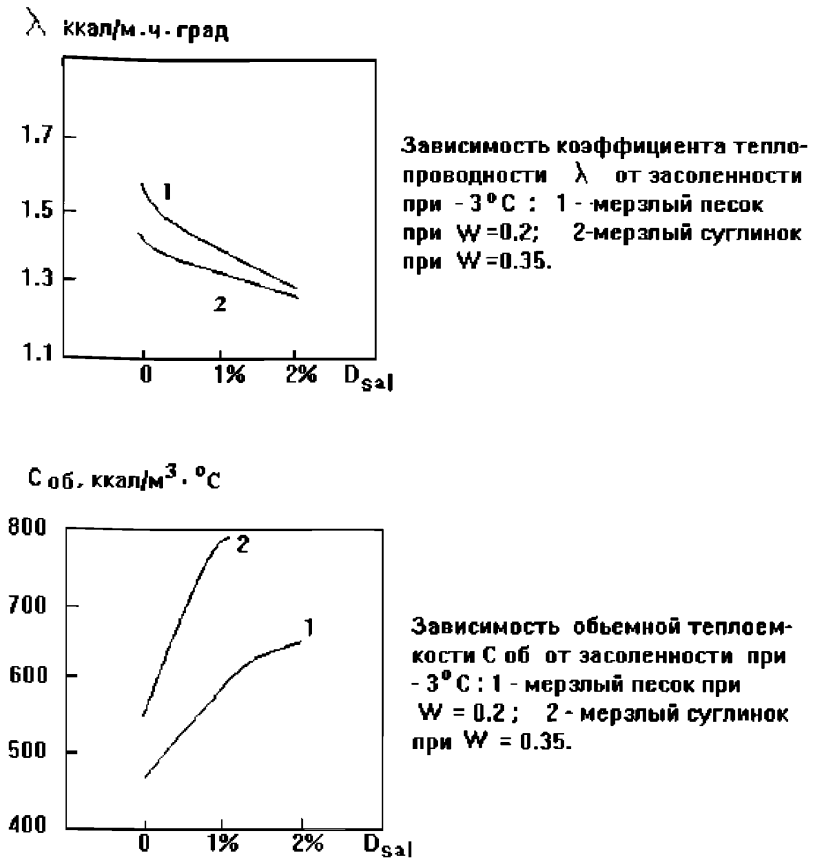 λ ккал/м·ч·град
1.7
1.5
1.3
1.1
1
2
0 1% 2% D sal
Зависимость коэффициента тепло-
проводности λ от засоленности
при - 3°С : 1 - мерзлый песок
при W=0.2; 2-мерзлый суглинок
при W=0.35.
С об, ккал/м³·°С
800
700
600
500
400
2
1
0 1% 2% D sal
Зависимость обьемной теплоем-
кости С об от засоленности при
- 3°С : 1 - мерзлый песок при
W = 0.2 ; 2 - мерзлый суглинок
при W = 0.35.